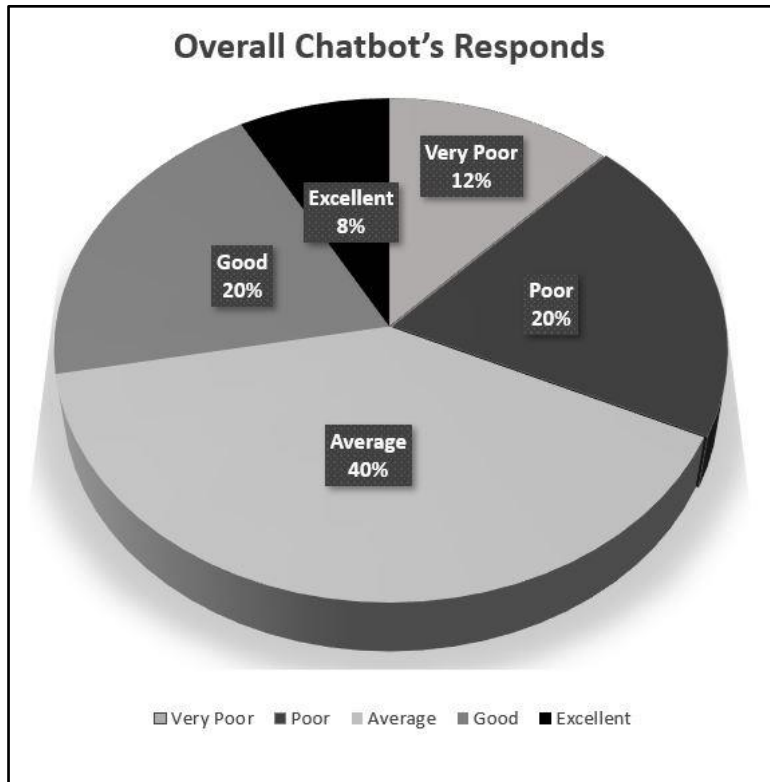 Overall Chatbot's Responds
Very Poor
12%
Excellent
8%
Good
20%
Poor
20%
Average
40%
Very Poor Poor Average Good Excellent